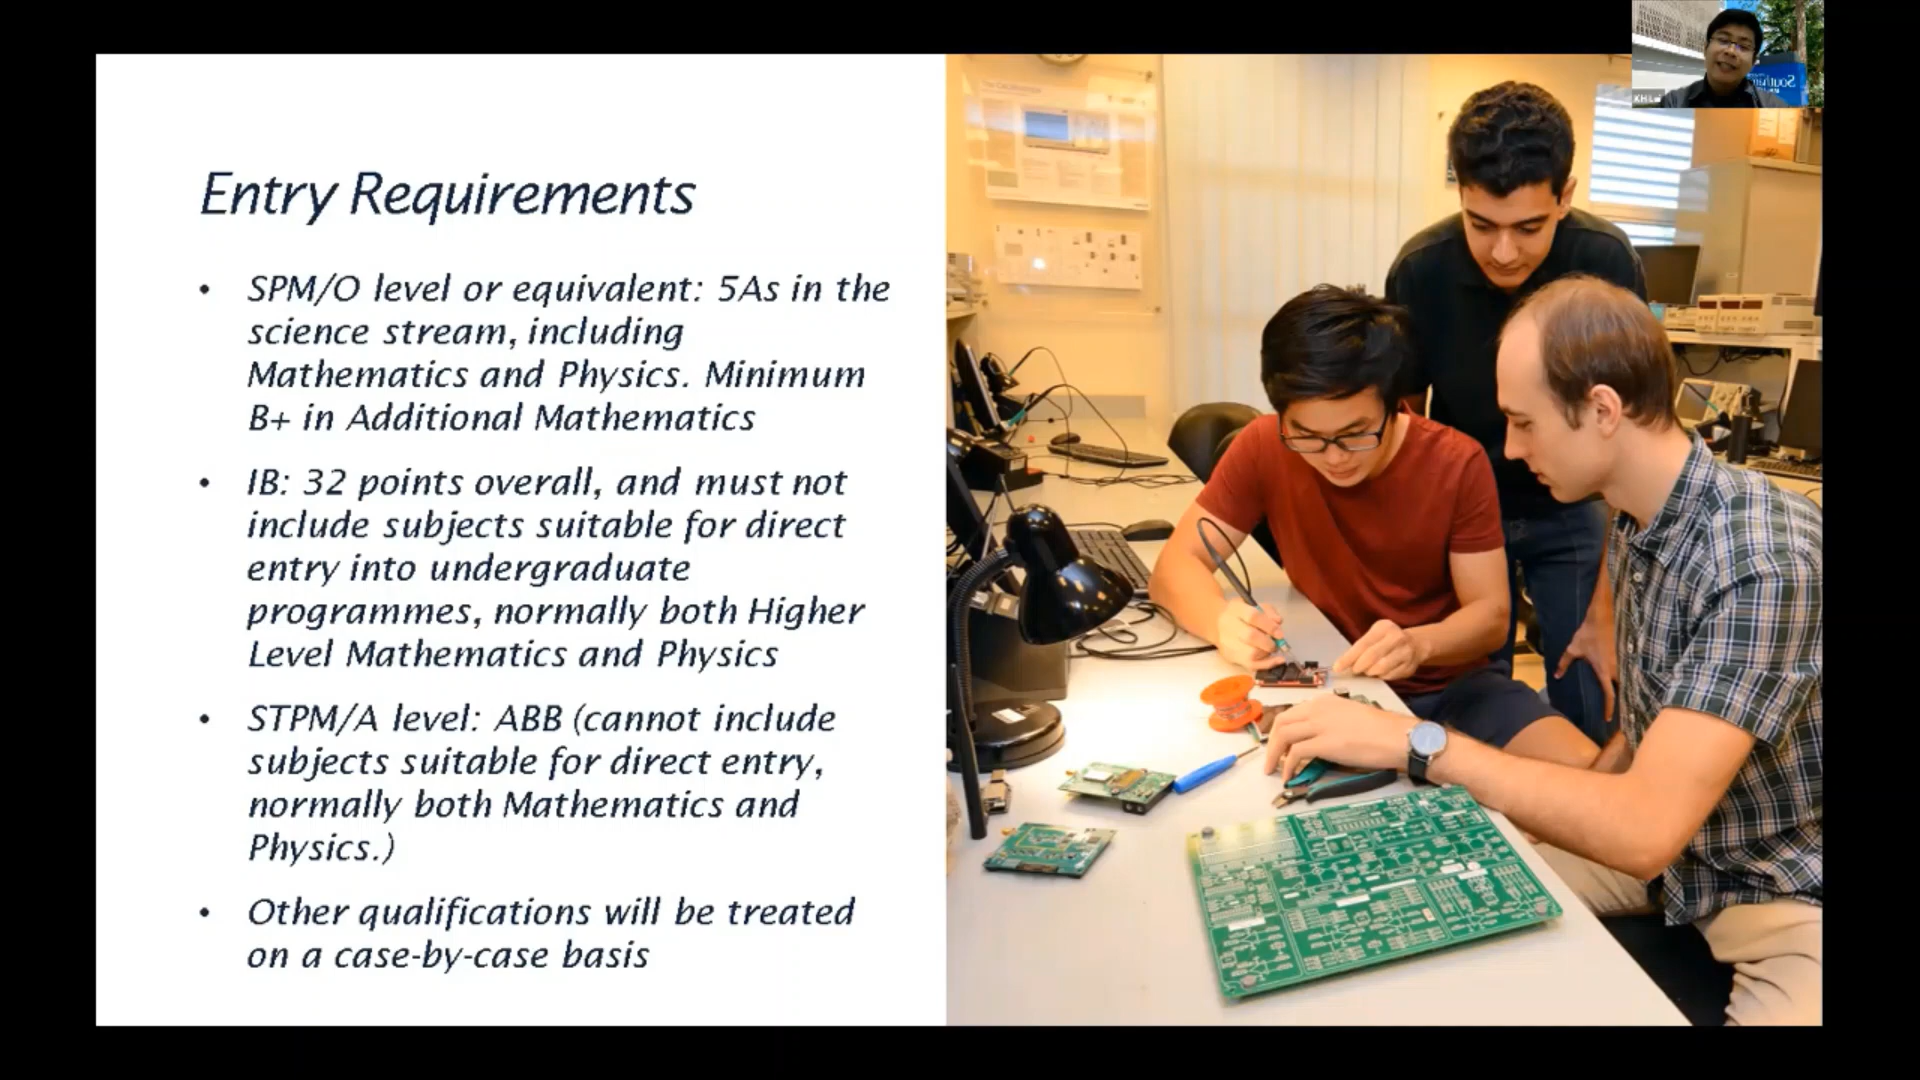 Entry Requirements
• SPM/O level or equivalent: 5As in the
science stream, including
Mathematics and Physics. Minimum
B+ in Additional Mathematics
• IB: 32 points overall, and must not
include subjects suitable for direct
entry into undergraduate
programmes, normally both Higher
Level Mathematics and Physics
• STPM/A level: ABB (cannot include
subjects suitable for direct entry,
normally both Mathematics and
Physics.)
• Other qualifications will be treated
on a case-by-case basis